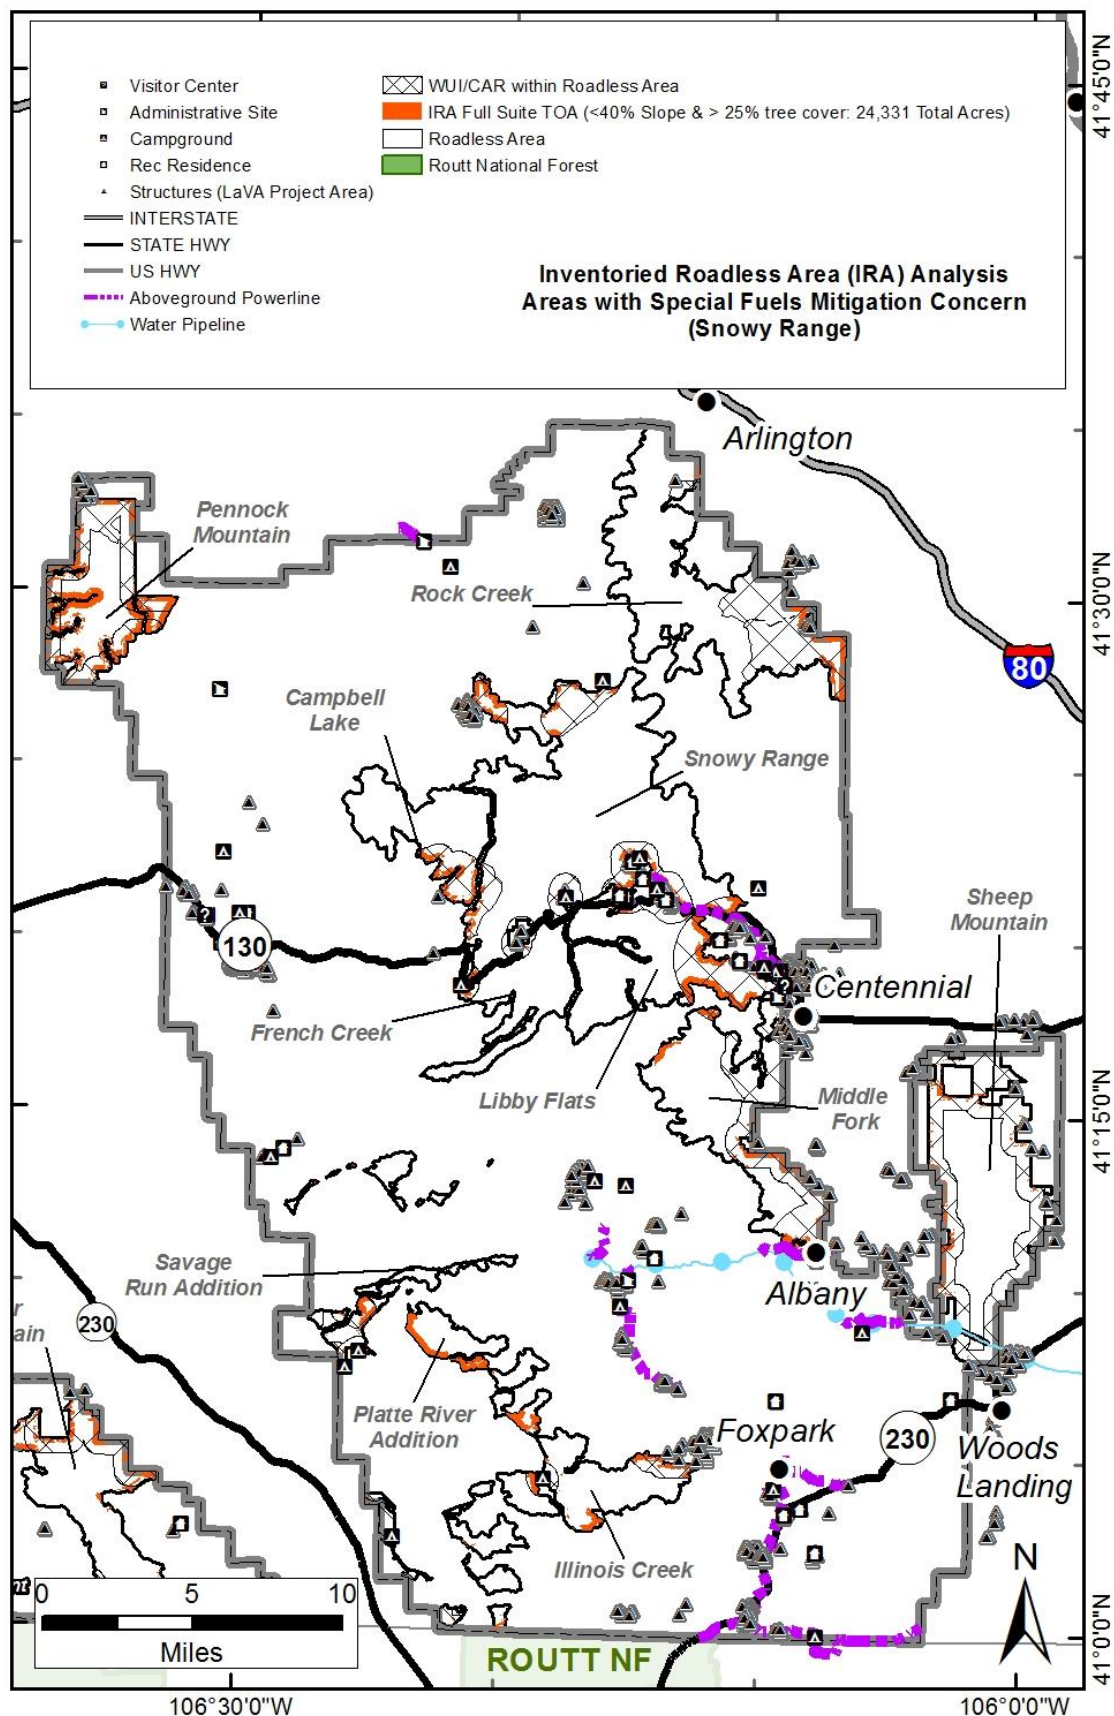 Visitor Center
Administrative Site
Campground
Rec Residence
Structures (LaVA Project Area)
INTERSTATE
STATE HWY
US HWY
Aboveground Powerline
Water Pipeline
WUI/CAR within Roadless Area
IRA Full Suite TOA (<40% Slope & > 25% tree cover: 24,331 Total Acres)
Roadless Area
Routt National Forest
Inventoried Roadless Area (IRA) Analysis
Areas with Special Fuels Mitigation Concern
(Snowy Range)
41°45'0"N
Arlington
Pennock
Mountain
Rock Creek
41°30'0"N
80
Campbell
Lake
Snowy Range
Sheep
Mountain
?
130
?
Centennial
French Creek
Libby Flats
Middle
Fork
41°15'0"N
Savage
Run Addition
Albany
r
ain
230
Platte River
Addition
Foxpark
230
Woods
Landing
Illinois Creek
N
nt
0 5 10
Miles
ROUTT NF
41°0'0"N
106°30'0"W
106°0'0"W